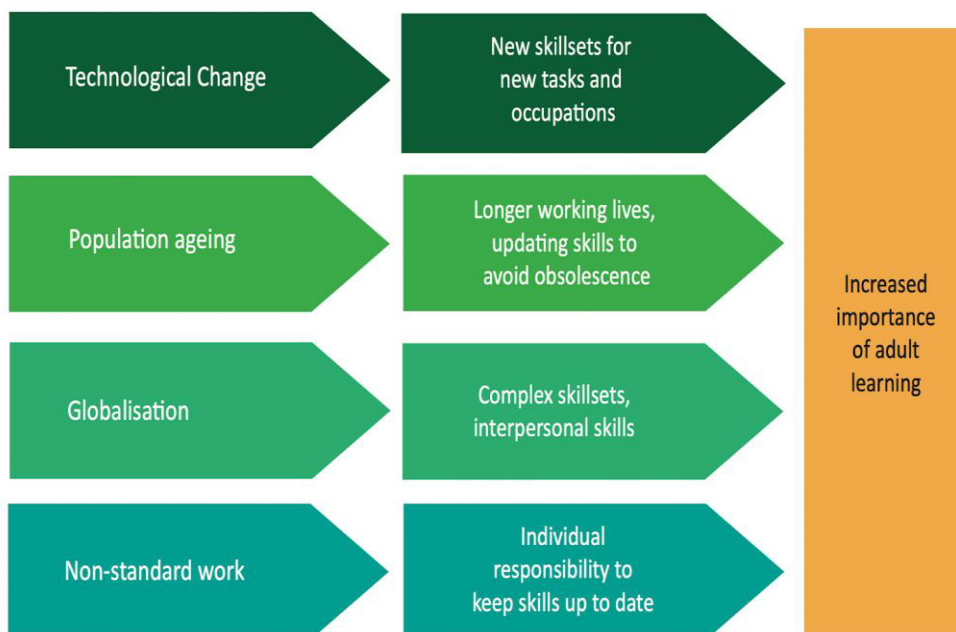 Technological Change
New skillsets for
new tasks and
occupations
Population ageing
Longer working lives,
updating skills to
avoid obsolescence
Globalisation
Complex skillsets,
interpersonal skills
Non-standard work
Individual
responsibility to
keep skills up to date
Increased
importance
of adult
learning